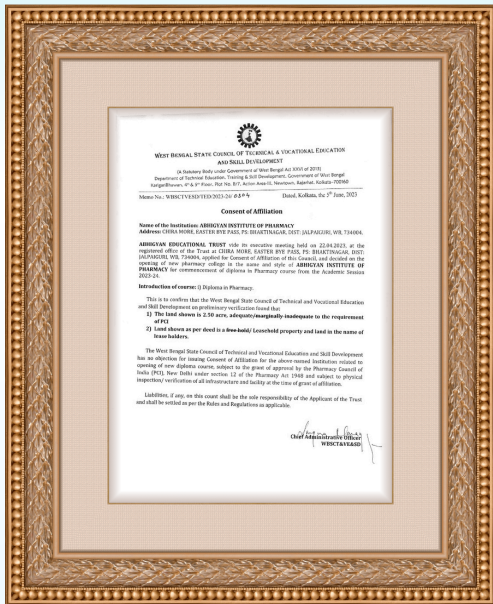 WEST BENGAL STATE COUNCIL OF TECHNICAL & VOCATIONAL EDUCATION
AND SKILL DEVELOPMENT
(A Statutory Body under Government of West Bengal Act XXVI of 2013)
Department of Technical Education, Training & Skill Development, Government of West Bengal
KarigariBhawan, 4th & 5th Floor, Plot No. B/7, Action Area-III, Newtown, Rajarhat, Kolkata–700160
Memo No.: WBSCTVESD/TED/2023-24/ Dated, Kolkata, the 5th June, 2023
Consent of Affiliation
Name of the Institution: ABHIGYAN INSTITUTE OF PHARMACY
Address: CHIRA MORE, EASTER BYE PASS, PS: BHAKTINAGAR, DIST: JALPAIGURI, WB, 734004.
ABHIGYAN EDUCATIONAL TRUST vide its executive meeting held on 22.04.2023, at the
registered office of the Trust at CHIRA MORE, EASTER BYE PASS, PS: BHAKTINAGAR, DIST:
JALPAIGURI, WB, 734004, applied for Consent of Affiliation of this Council, and decided on the
opening of new pharmacy college in the name and style of ABHIGYAN INSTITUTE OF
PHARMACY for commencement of diploma in Pharmacy course from the Academic Session
2023-24.
Introduction of course: i) Diploma in Pharmacy.
This is to confirm that the West Bengal State Council of Technical and Vocational Education
and Skill Development on preliminary verification found that
1) The land shown is 2.50 acre, adequate/marginally-inadequate to the requirement
of PCI
2) Land shown as per deed is a free hold/ Leasehold property and land in the name of
lease holders.
The West Bengal State Council of Technical and Vocational Education and Skill Development
has no objection for issuing Consent of Affiliation for the above-named Institution related to
opening of new diploma course, subject to the grant of approval by the Pharmacy Council of
India (PCI), New Delhi under section 12 of the Pharmacy Act 1948 and subject to physical
inspection/ verification of all infrastructure and facility at the time of grant of affiliation.
Liabilities, if any, on this count shall be the sole responsibility of the Applicant of the Trust
and shall be settled as per the Rules and Regulations as applicable.
Chief Administrative Officer
WBSCT&VE&SD